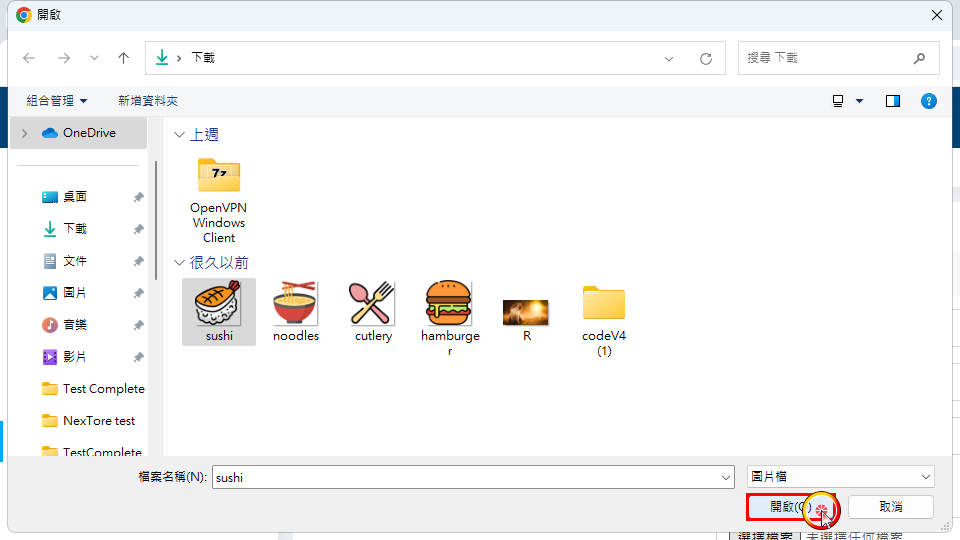 開啟
下載
搜尋 下載
組合管理
新增資料夾
OneDrive
桌面
下載
文件
圖片
音樂
影片
Test Complete
NexTore test
TestComplete
上週
7z
OpenVPN
Windows
Client
很久以前
sushi
noodles
cutlery
hamburge
r
R
codeV4
(1)
檔案名稱(N):
sushi
圖片檔
開啟(O)
取消
選擇檔案
未選擇任何檔案